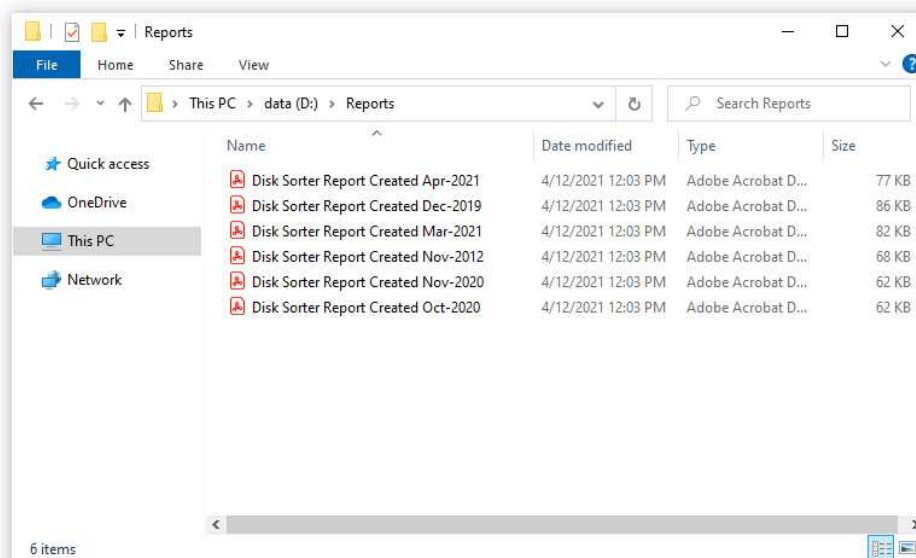 Reports
File Home Share View ?
This PC > data (D:) > Reports Search Reports
Name Date modified Type Size
Quick access
OneDrive
This PC
Network
Disk Sorter Report Created Apr-2021 4/12/2021 12:03 PM Adobe Acrobat D... 77 KB
Disk Sorter Report Created Dec-2019 4/12/2021 12:03 PM Adobe Acrobat D... 86 KB
Disk Sorter Report Created Mar-2021 4/12/2021 12:03 PM Adobe Acrobat D... 82 KB
Disk Sorter Report Created Nov-2012 4/12/2021 12:03 PM Adobe Acrobat D... 68 KB
Disk Sorter Report Created Nov-2020 4/12/2021 12:03 PM Adobe Acrobat D... 62 KB
Disk Sorter Report Created Oct-2020 4/12/2021 12:03 PM Adobe Acrobat D... 62 KB
6 items